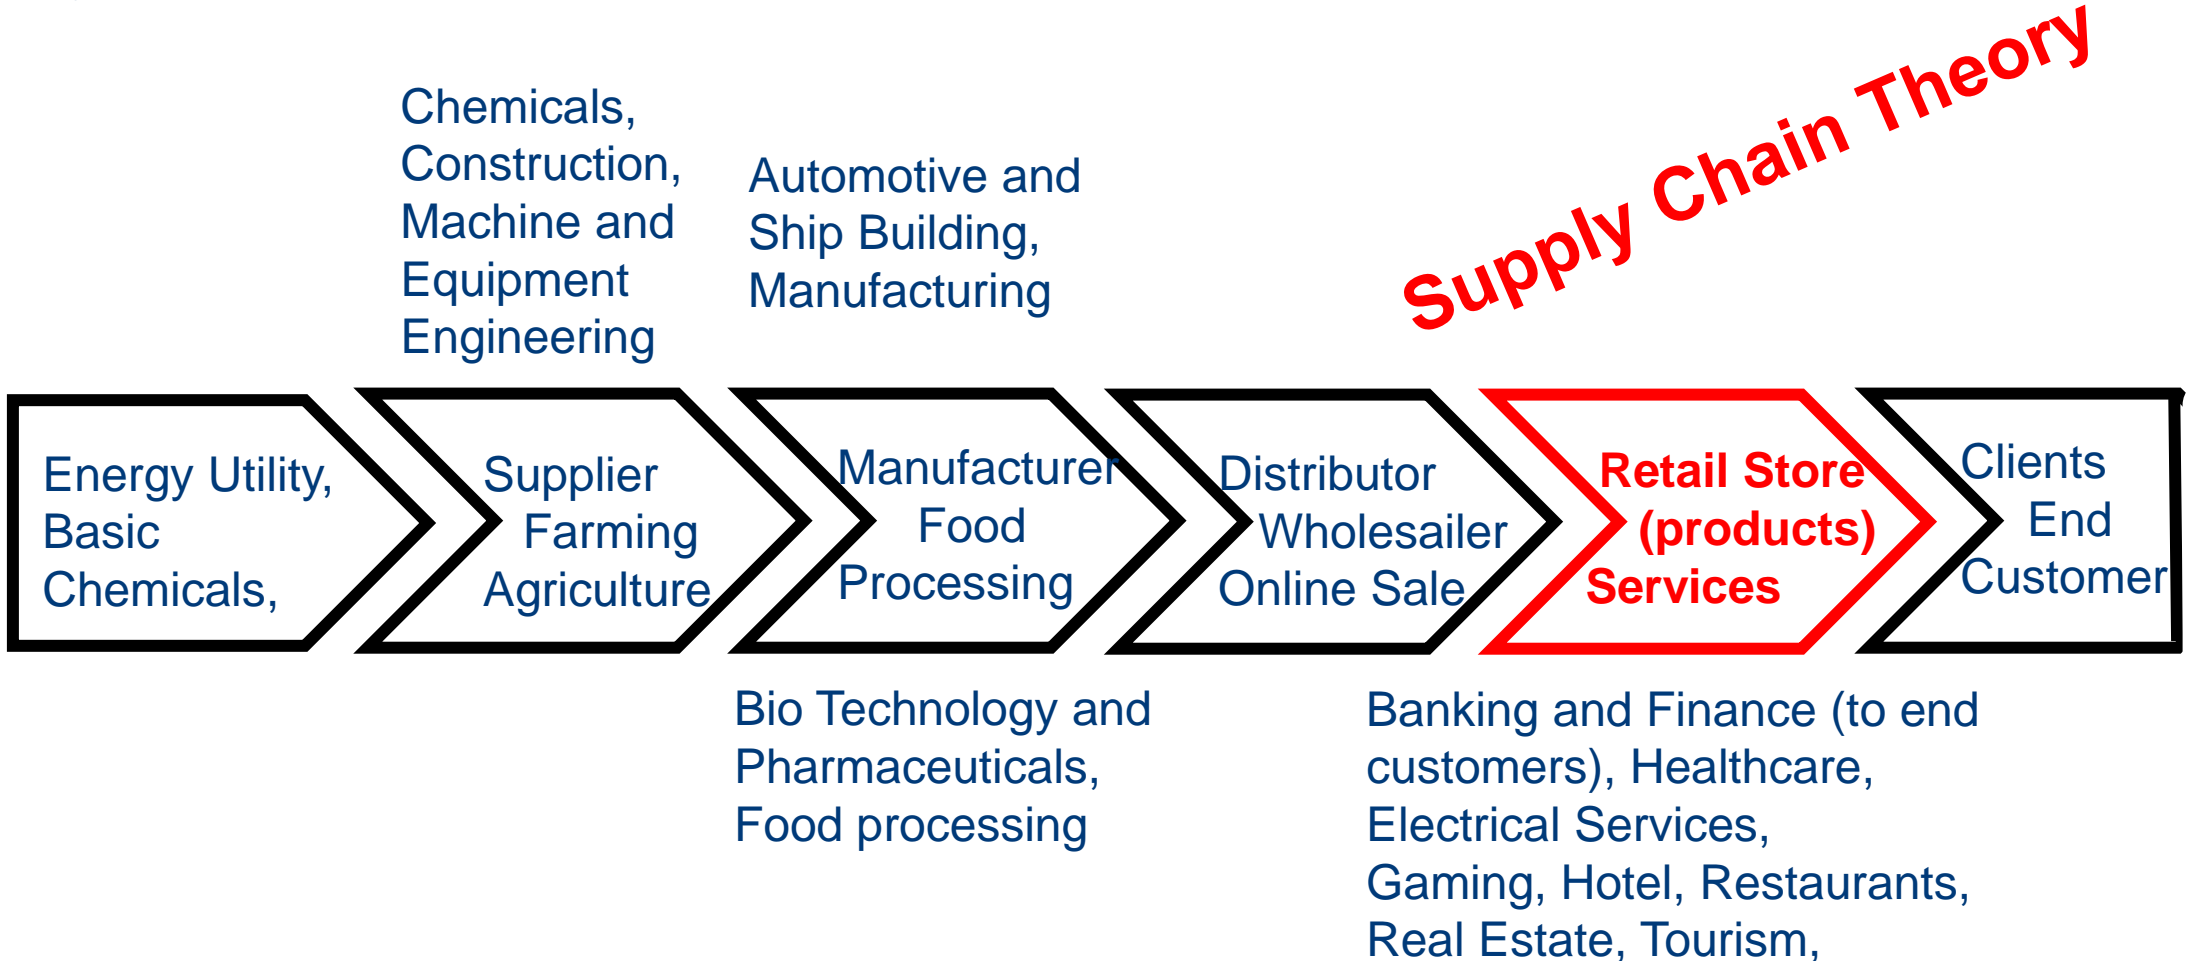 Supply Chain Theory
Chemicals,
Construction,
Machine and
Equipment
Engineering
Automotive and
Ship Building,
Manufacturing
Energy Utility,
Basic
Chemicals,
Supplier
Farming
Agriculture
Manufacturer
Food
Processing
Distributor
Wholesailer
Online Sale
Retail Store
(products)
Services
Clients
End
Customer
Bio Technology and
Pharmaceuticals,
Food processing
Banking and Finance (to end
customers), Healthcare,
Electrical Services,
Gaming, Hotel, Restaurants,
Real Estate, Tourism,